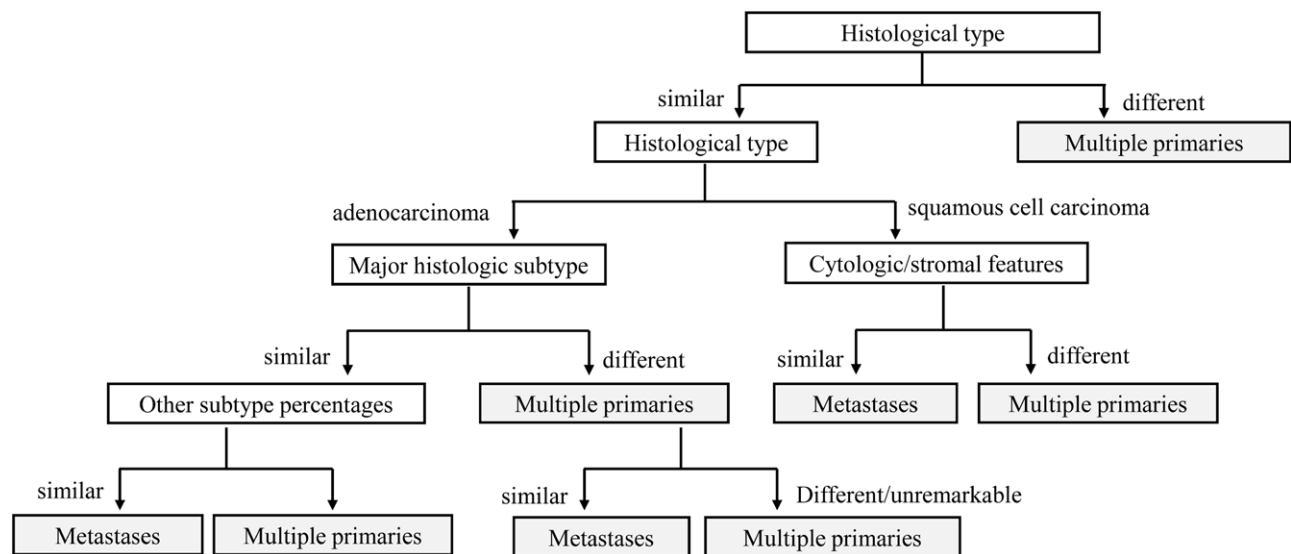 Histological type
similar
different
Histological type
Multiple primaries
adenocarcinoma
squamous cell carcinoma
Major histologic subtype
Cytologic/stromal features
similar
different
similar
different
Other subtype percentages
Multiple primaries
Metastases
Multiple primaries
similar
similar
Different/unremarkable
Metastases
Multiple primaries
Metastases
Multiple primaries